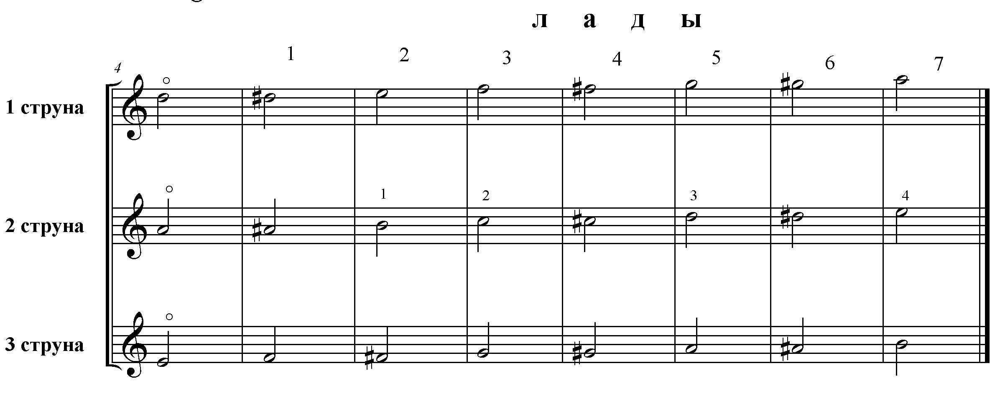 л а д ы
1 2 3 4 5 6 7
4
1 струна
1 2 3 4
2 струна
3 струна